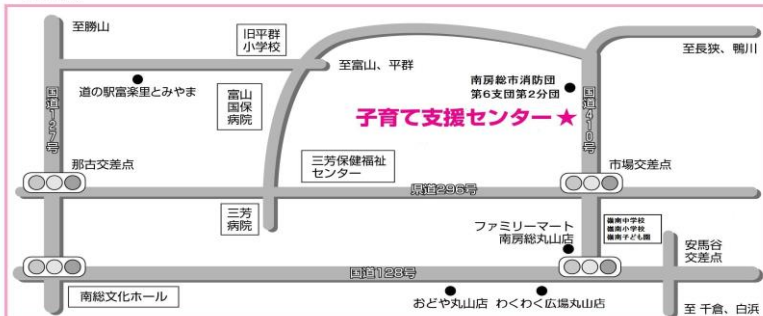 至勝山
旧平群
小学校
至長狭、鴨川
至富山、平群
道の駅富楽里とみやま
南房総市消防団
第6支団第2分団
国道127号
富山
国保
病院
国道410号
子育て支援センター★
那古交差点
三芳保健福祉
センター
市場交差点
県道296号
三芳
病院
ファミリーマート
南房総丸山店
嶺南中学校
嶺南小学校
嶺南子ども園
安馬谷
交差点
国道128号
南総文化ホール
おどや丸山店
わくわく広場丸山店
至 千倉、白浜